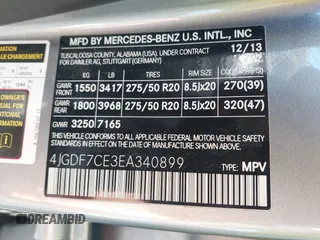 MFD BY MERCEDES-BENZ U.S. INTL., INC
TUSCALOOSA COUNTY, ALABAMA (USA), UNDER CONTRACT
FOR DAIMLER AG, STUTTGART (GERMANY)
12/13
KG LB TIRES RIM SIZE
GAWR FRONT 1550 3417 275/50 R20 8.5Jx20 270(39)
GAWR REAR 1800 3968 275/50 R20 8.5Jx20 320(47)
GVWR 3250 7165
THIS VEHICLE CONFORMS TO ALL APPLICABLE
FEDERAL MOTOR VEHICLE SAFETY STANDARDS IN
EFFECT ON THE DATE OF MANUFACTURE SHOWN ABOVE.
4JGDF7CE3EA340899
TYPE: MPV
DREAMBID